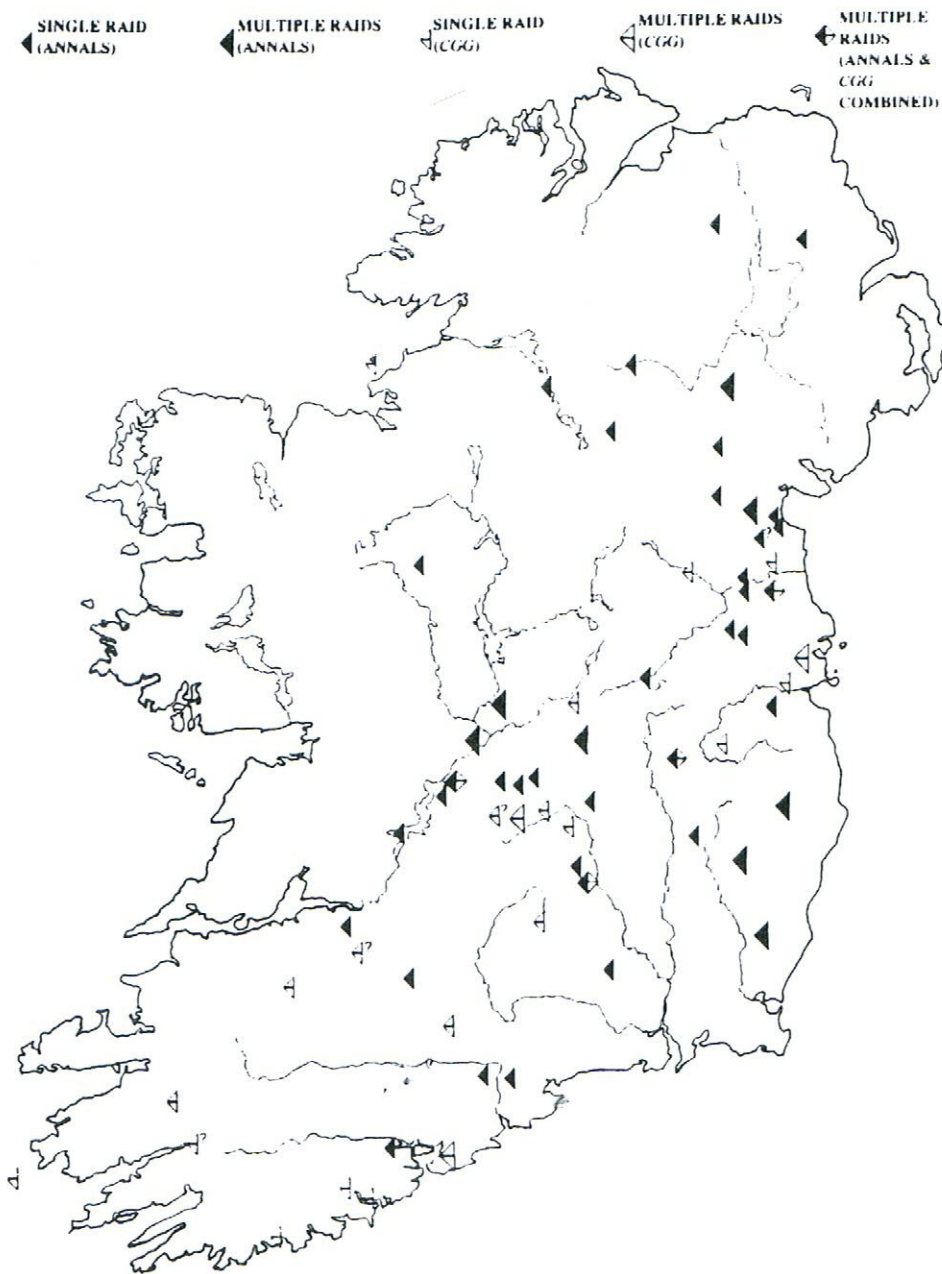 SINGLE RAID
(ANNALS)
MULTIPLE RAIDS
(ANNALS)
SINGLE RAID
(CGG)
MULTIPLE RAIDS
(CGG)
MULTIPLE
RAIDS
(ANNALS &
CGG
COMBINED)
?
?
?
?
?